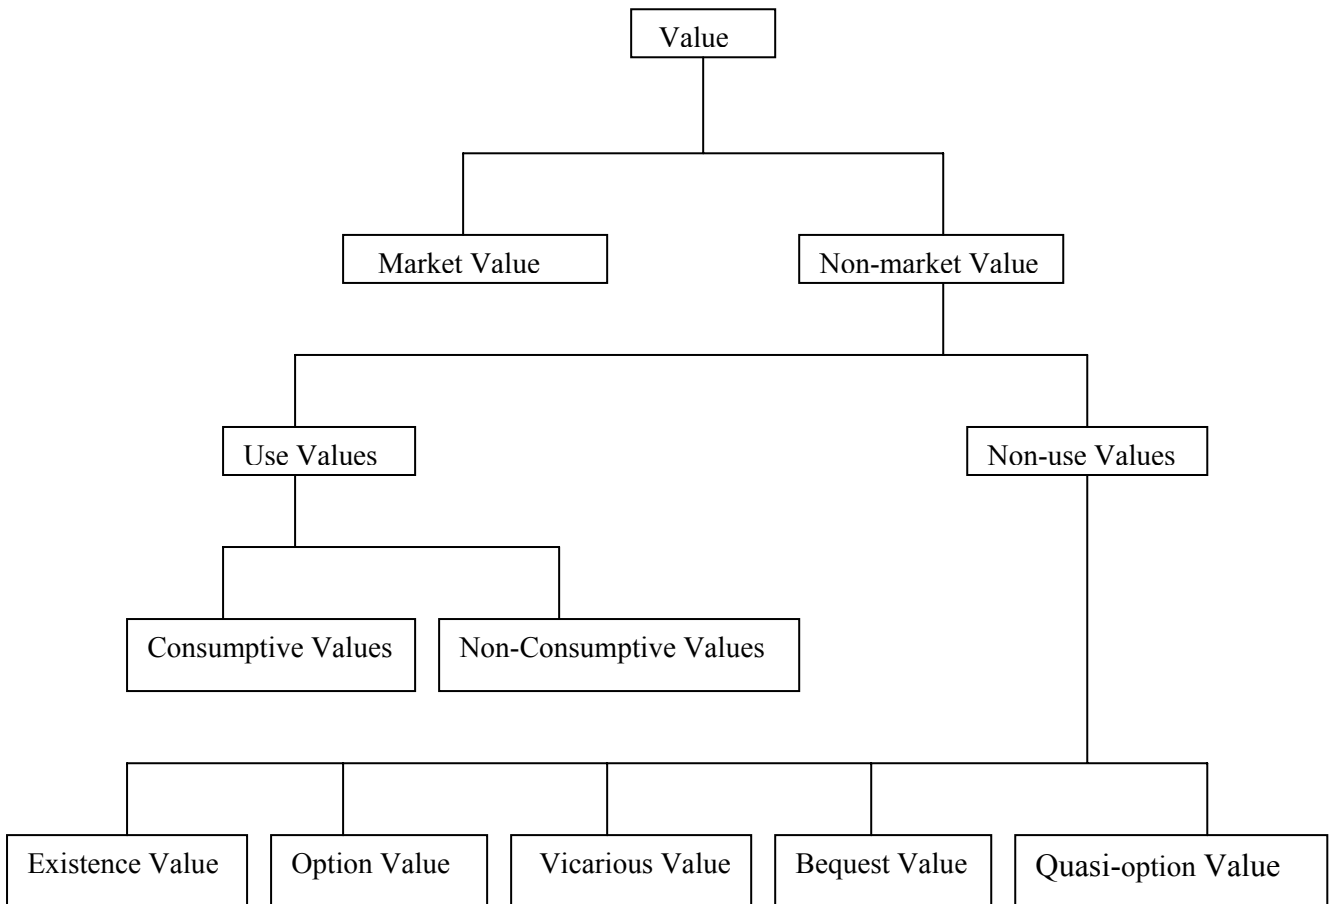 Value
Market Value
Non-market Value
Use Values
Non-use Values
Consumptive Values
Non-Consumptive Values
Existence Value
Option Value
Vicarious Value
Bequest Value
Quasi-option Value